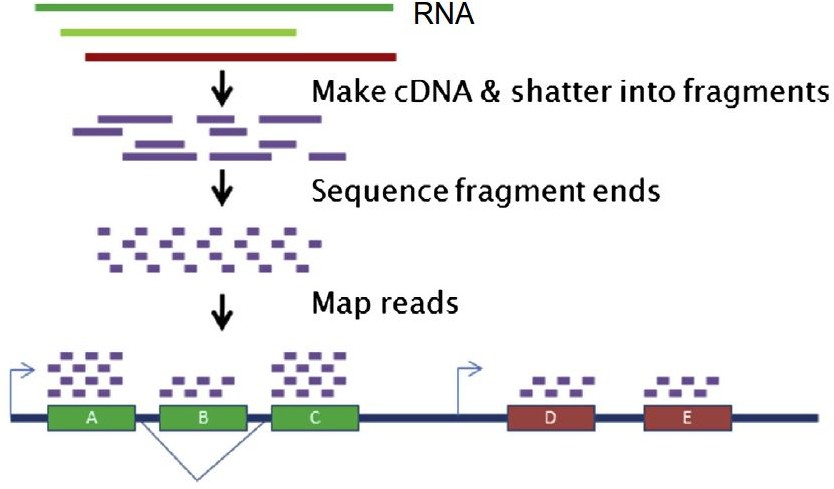 RNA
Make cDNA & shatter into fragments
Sequence fragment ends
Map reads
A B C D E